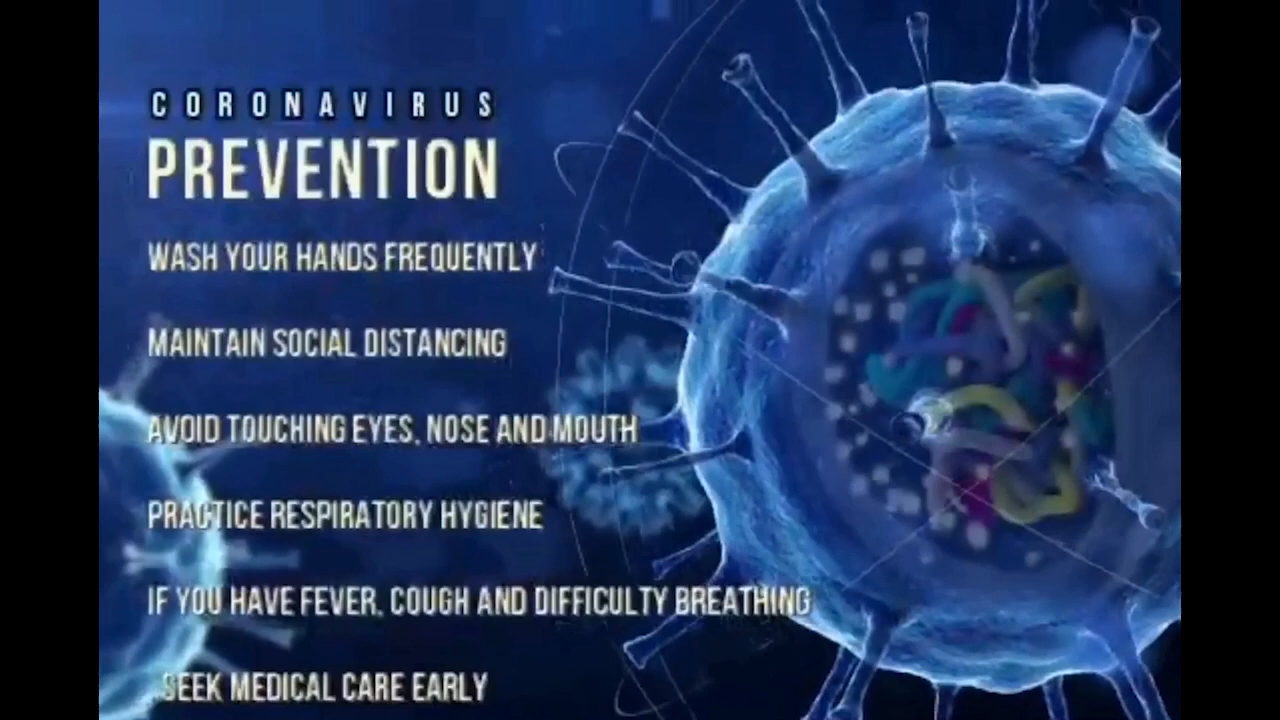 CORONAVIRUS
PREVENTION
WASH YOUR HANDS FREQUENTLY
MAINTAIN SOCIAL DISTANCING
AVOID TOUCHING EYES, NOSE AND MOUTH
PRACTICE RESPIRATORY HYGIENE
IF YOU HAVE FEVER, COUGH AND DIFFICULTY BREATHING
SEEK MEDICAL CARE EARLY